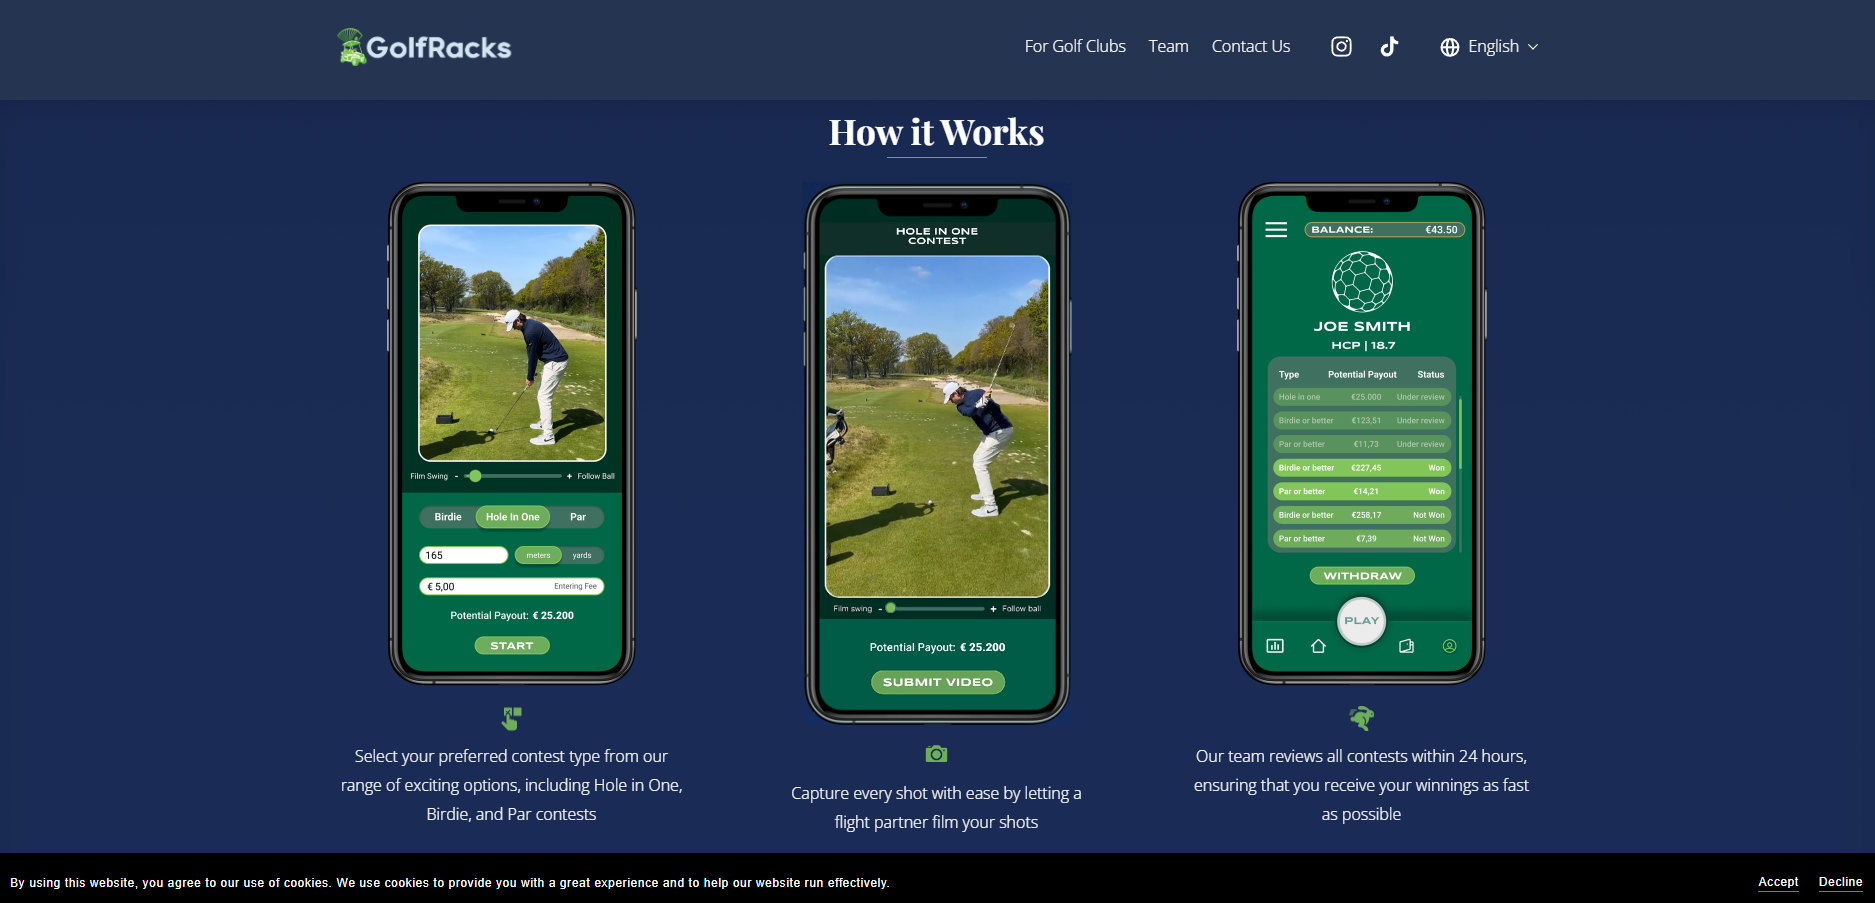 GolfRacks
For Golf Clubs Team Contact Us English
How it Works
Film Swing - + Follow Ball
Birdie Hole In One Par
165 meters yards
€ 5,00 Entering Fee
Potential Payout: € 25.200
START
Select your preferred contest type from our
range of exciting options, including Hole in One,
Birdie, and Par contests
HOLE IN ONE
CONTEST
Film swing - + Follow ball
Potential Payout: € 25.200
SUBMIT VIDEO
Capture every shot with ease by letting a
flight partner film your shots
BALANCE: €43.50
JOE SMITH
HCP | 18.7
Type Potential Payout Status
Hole in one €25.000 Under review
Birdie or better €123,51 Under review
Par or better €11,73 Under review
Birdie or better €227,45 Won
Par or better €14,21 Won
Birdie or better €258,17 Not Won
Par or better €7,39 Not Won
WITHDRAW
PLAY
Our team reviews all contests within 24 hours,
ensuring that you receive your winnings as fast
as possible
By using this website, you agree to our use of cookies. We use cookies to provide you with a great experience and to help our website run effectively.
Accept Decline